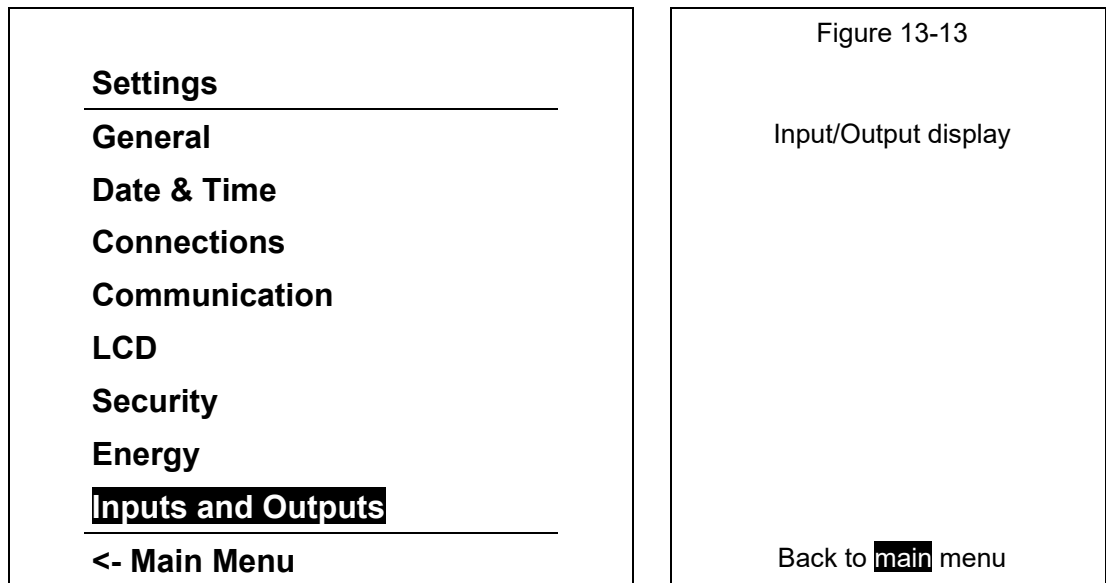 Settings
General
Date & Time
Connections
Communication
LCD
Security
Energy
Inputs and Outputs
<- Main Menu
Figure 13-13
Input/Output display
Back to main menu